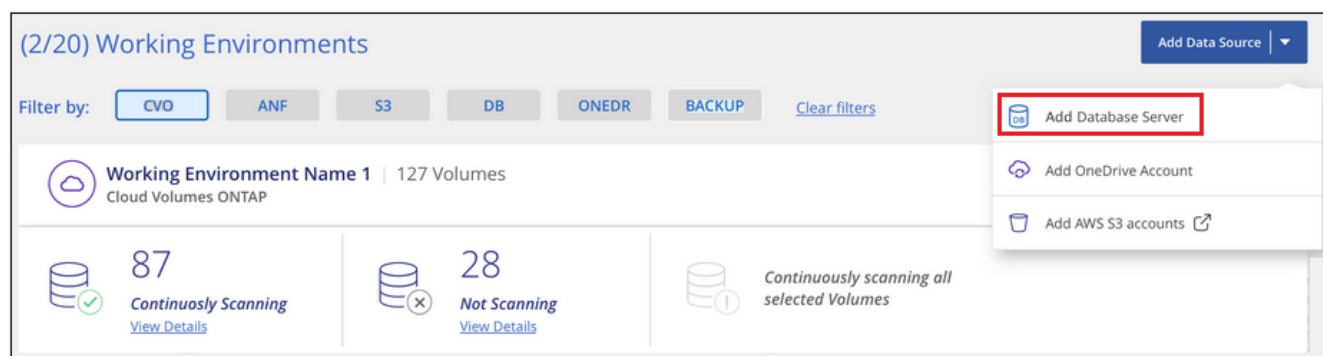 (2/20) Working Environments
Add Data Source
Filter by: CVO ANF S3 DB ONEDR BACKUP Clear filters
DB Add Database Server
Add OneDrive Account
Add AWS S3 accounts
Working Environment Name 1 | 127 Volumes
Cloud Volumes ONTAP
87
Continuosly Scanning
View Details
28
Not Scanning
View Details
Continuously scanning all
selected Volumes